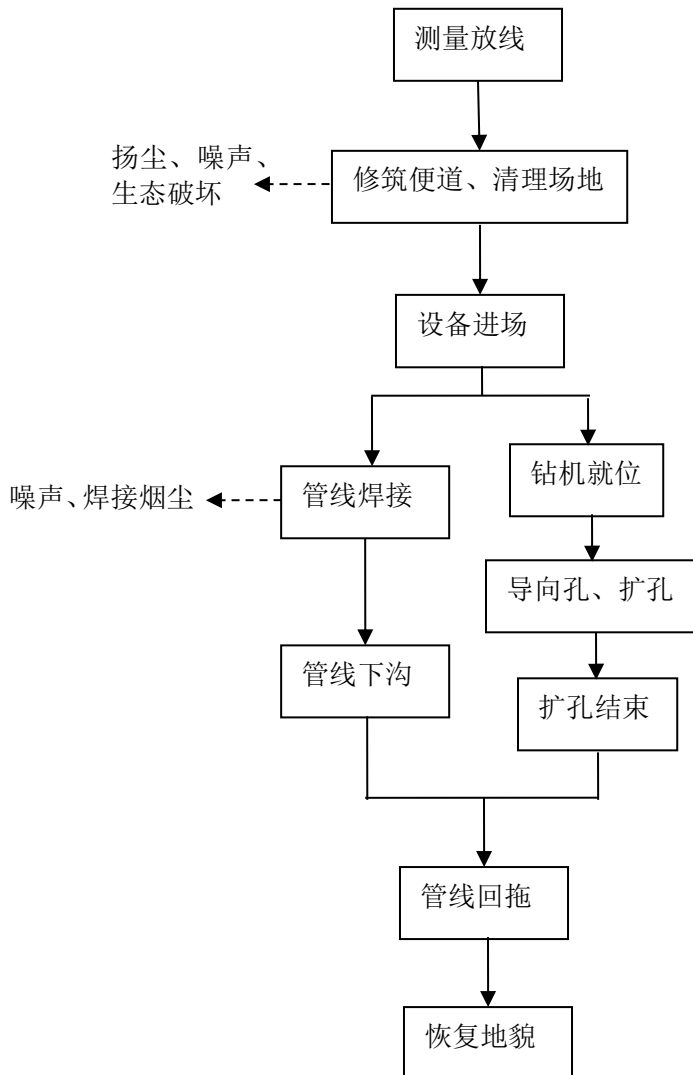 测量放线
扬尘、噪声、
生态破坏
修筑便道、清理场地
设备进场
钻机就位
噪声、焊接烟尘
管线焊接
导向孔、扩孔
管线下沟
扩孔结束
管线回拖
恢复地貌